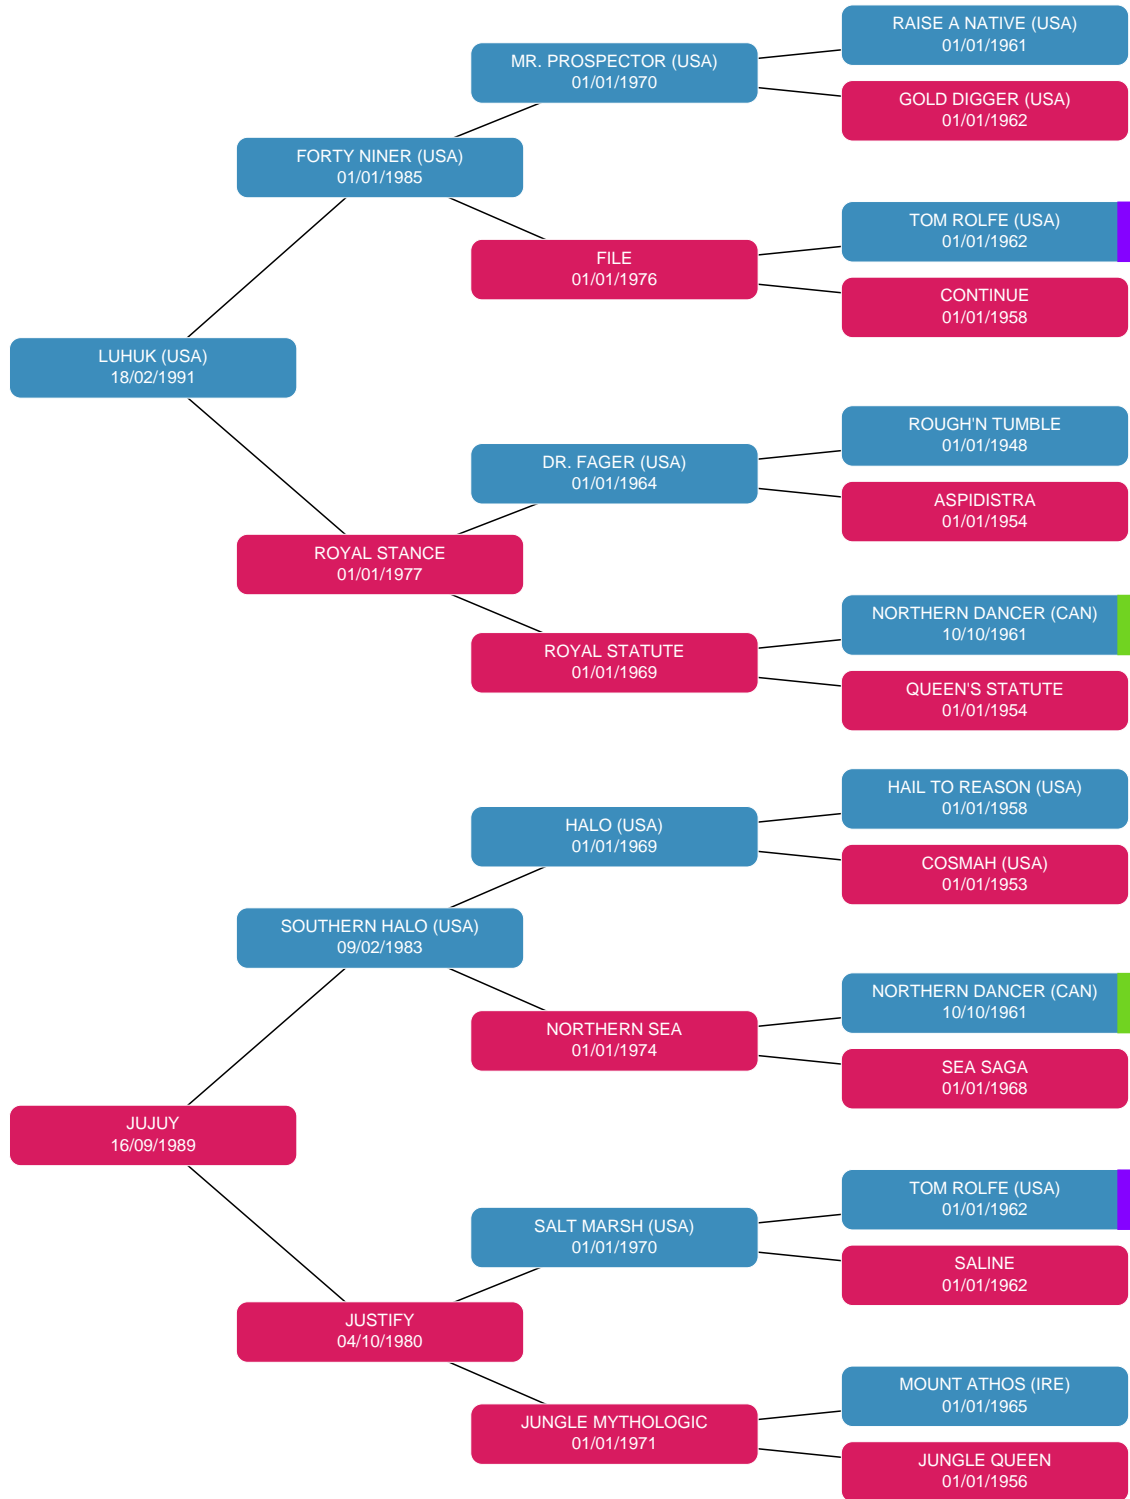 RAISE A NATIVE (USA)
01/01/1961
MR. PROSPECTOR (USA)
01/01/1970
GOLD DIGGER (USA)
01/01/1962
FORTY NINER (USA)
01/01/1985
TOM ROLFE (USA)
01/01/1962
FILE
01/01/1976
CONTINUE
01/01/1958
LUHUK (USA)
18/02/1991
ROUGH'N TUMBLE
01/01/1948
DR. FAGER (USA)
01/01/1964
ASPIDISTRA
01/01/1954
ROYAL STANCE
01/01/1977
NORTHERN DANCER (CAN)
10/10/1961
ROYAL STATUTE
01/01/1969
QUEEN'S STATUTE
01/01/1954
HAIL TO REASON (USA)
01/01/1958
HALO (USA)
01/01/1969
COSMAH (USA)
01/01/1953
SOUTHERN HALO (USA)
09/02/1983
NORTHERN DANCER (CAN)
10/10/1961
NORTHERN SEA
01/01/1974
SEA SAGA
01/01/1968
JUJUY
16/09/1989
TOM ROLFE (USA)
01/01/1962
SALT MARSH (USA)
01/01/1970
SALINE
01/01/1962
JUSTIFY
04/10/1980
MOUNT ATHOS (IRE)
01/01/1965
JUNGLE MYTHOLOGIC
01/01/1971
JUNGLE QUEEN
01/01/1956